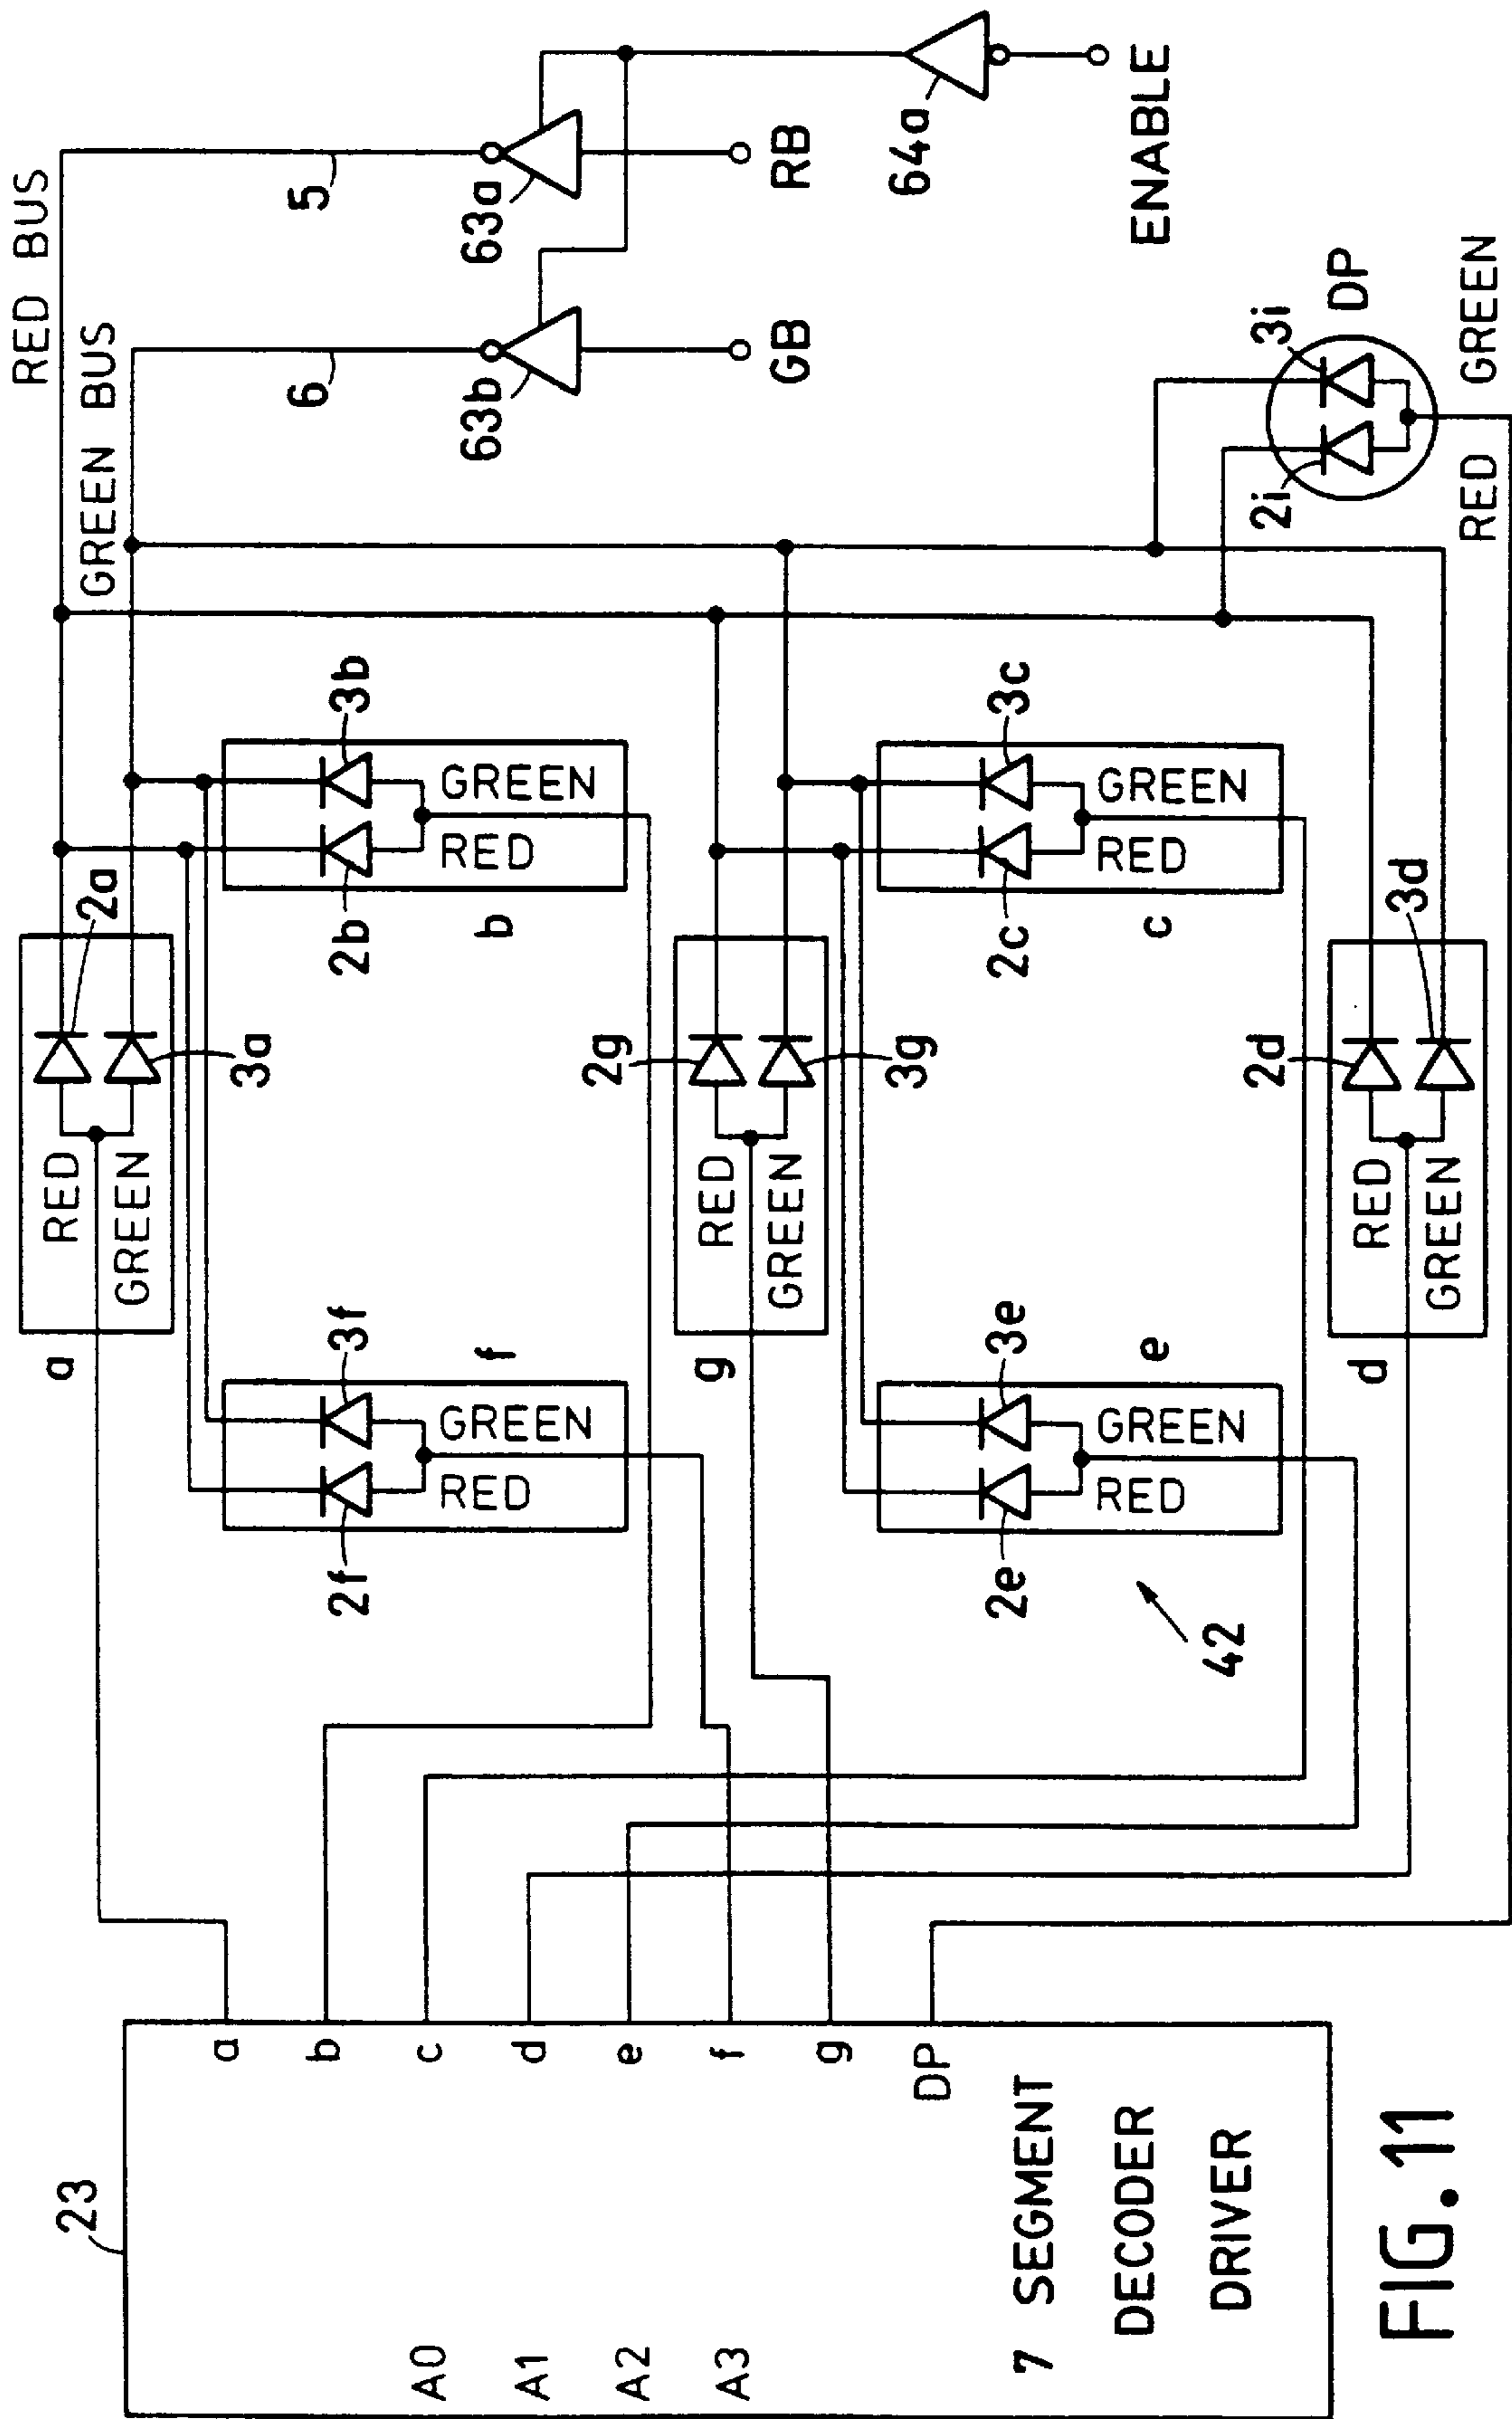 RED BUS
GREEN BUS
5
6
63a
63b
RB
GB
64a
ENABLE
23
A0
A1
A2
A3
a
b
c
d
e
f
g
DP
7 SEGMENT
DECODER
DRIVER
a
RED
GREEN
2a
3a
f
2f
3f
RED
GREEN
b
2b
3b
RED
GREEN
g
RED
GREEN
2g
3g
e
2e
3e
RED
GREEN
c
2c
3c
RED
GREEN
d
RED
GREEN
2d
3d
2i
3i
DP
RED
GREEN
42
FIG. 11